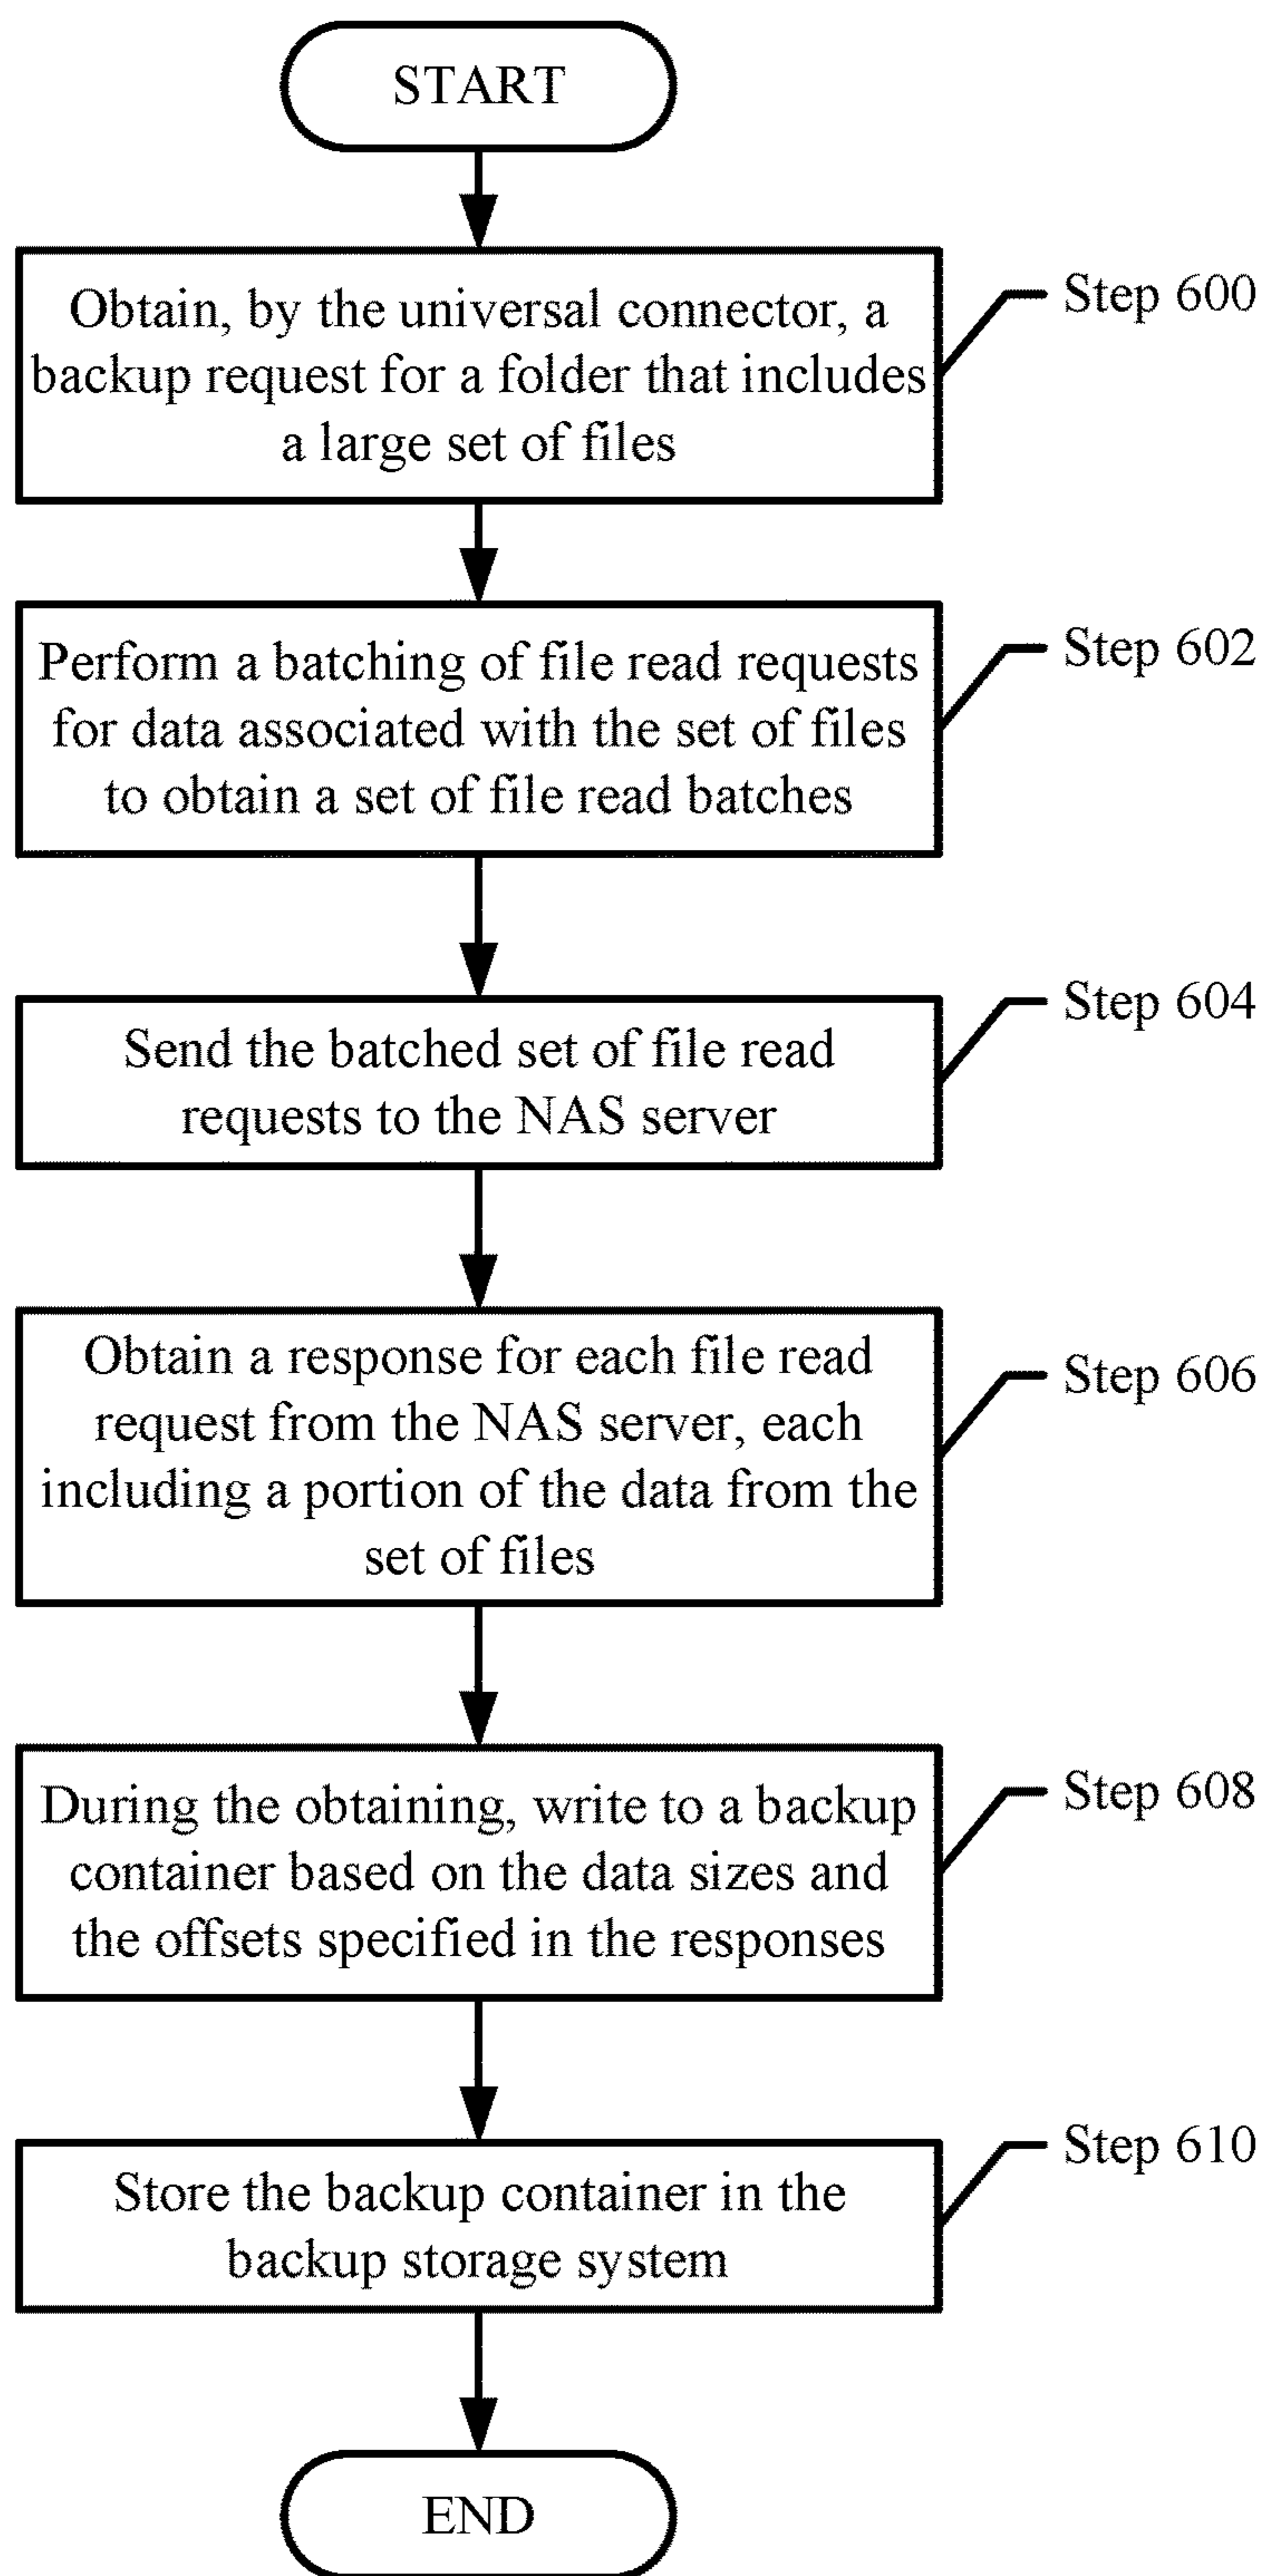 START
Obtain, by the universal connector, a
backup request for a folder that includes
a large set of files
Step 600
Perform a batching of file read requests
for data associated with the set of files
to obtain a set of file read batches
Step 602
Send the batched set of file read
requests to the NAS server
Step 604
Obtain a response for each file read
request from the NAS server, each
including a portion of the data from the
set of files
Step 606
During the obtaining, write to a backup
container based on the data sizes and
the offsets specified in the responses
Step 608
Store the backup container in the
backup storage system
Step 610
END